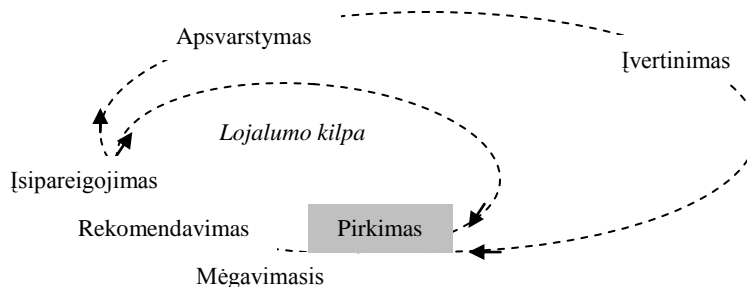 Apsvarstymas
Įvertinimas
Lojalumo kilpa
Įsipareigojimas
Rekomendavimas
Pirkimas
Mėgavimasis